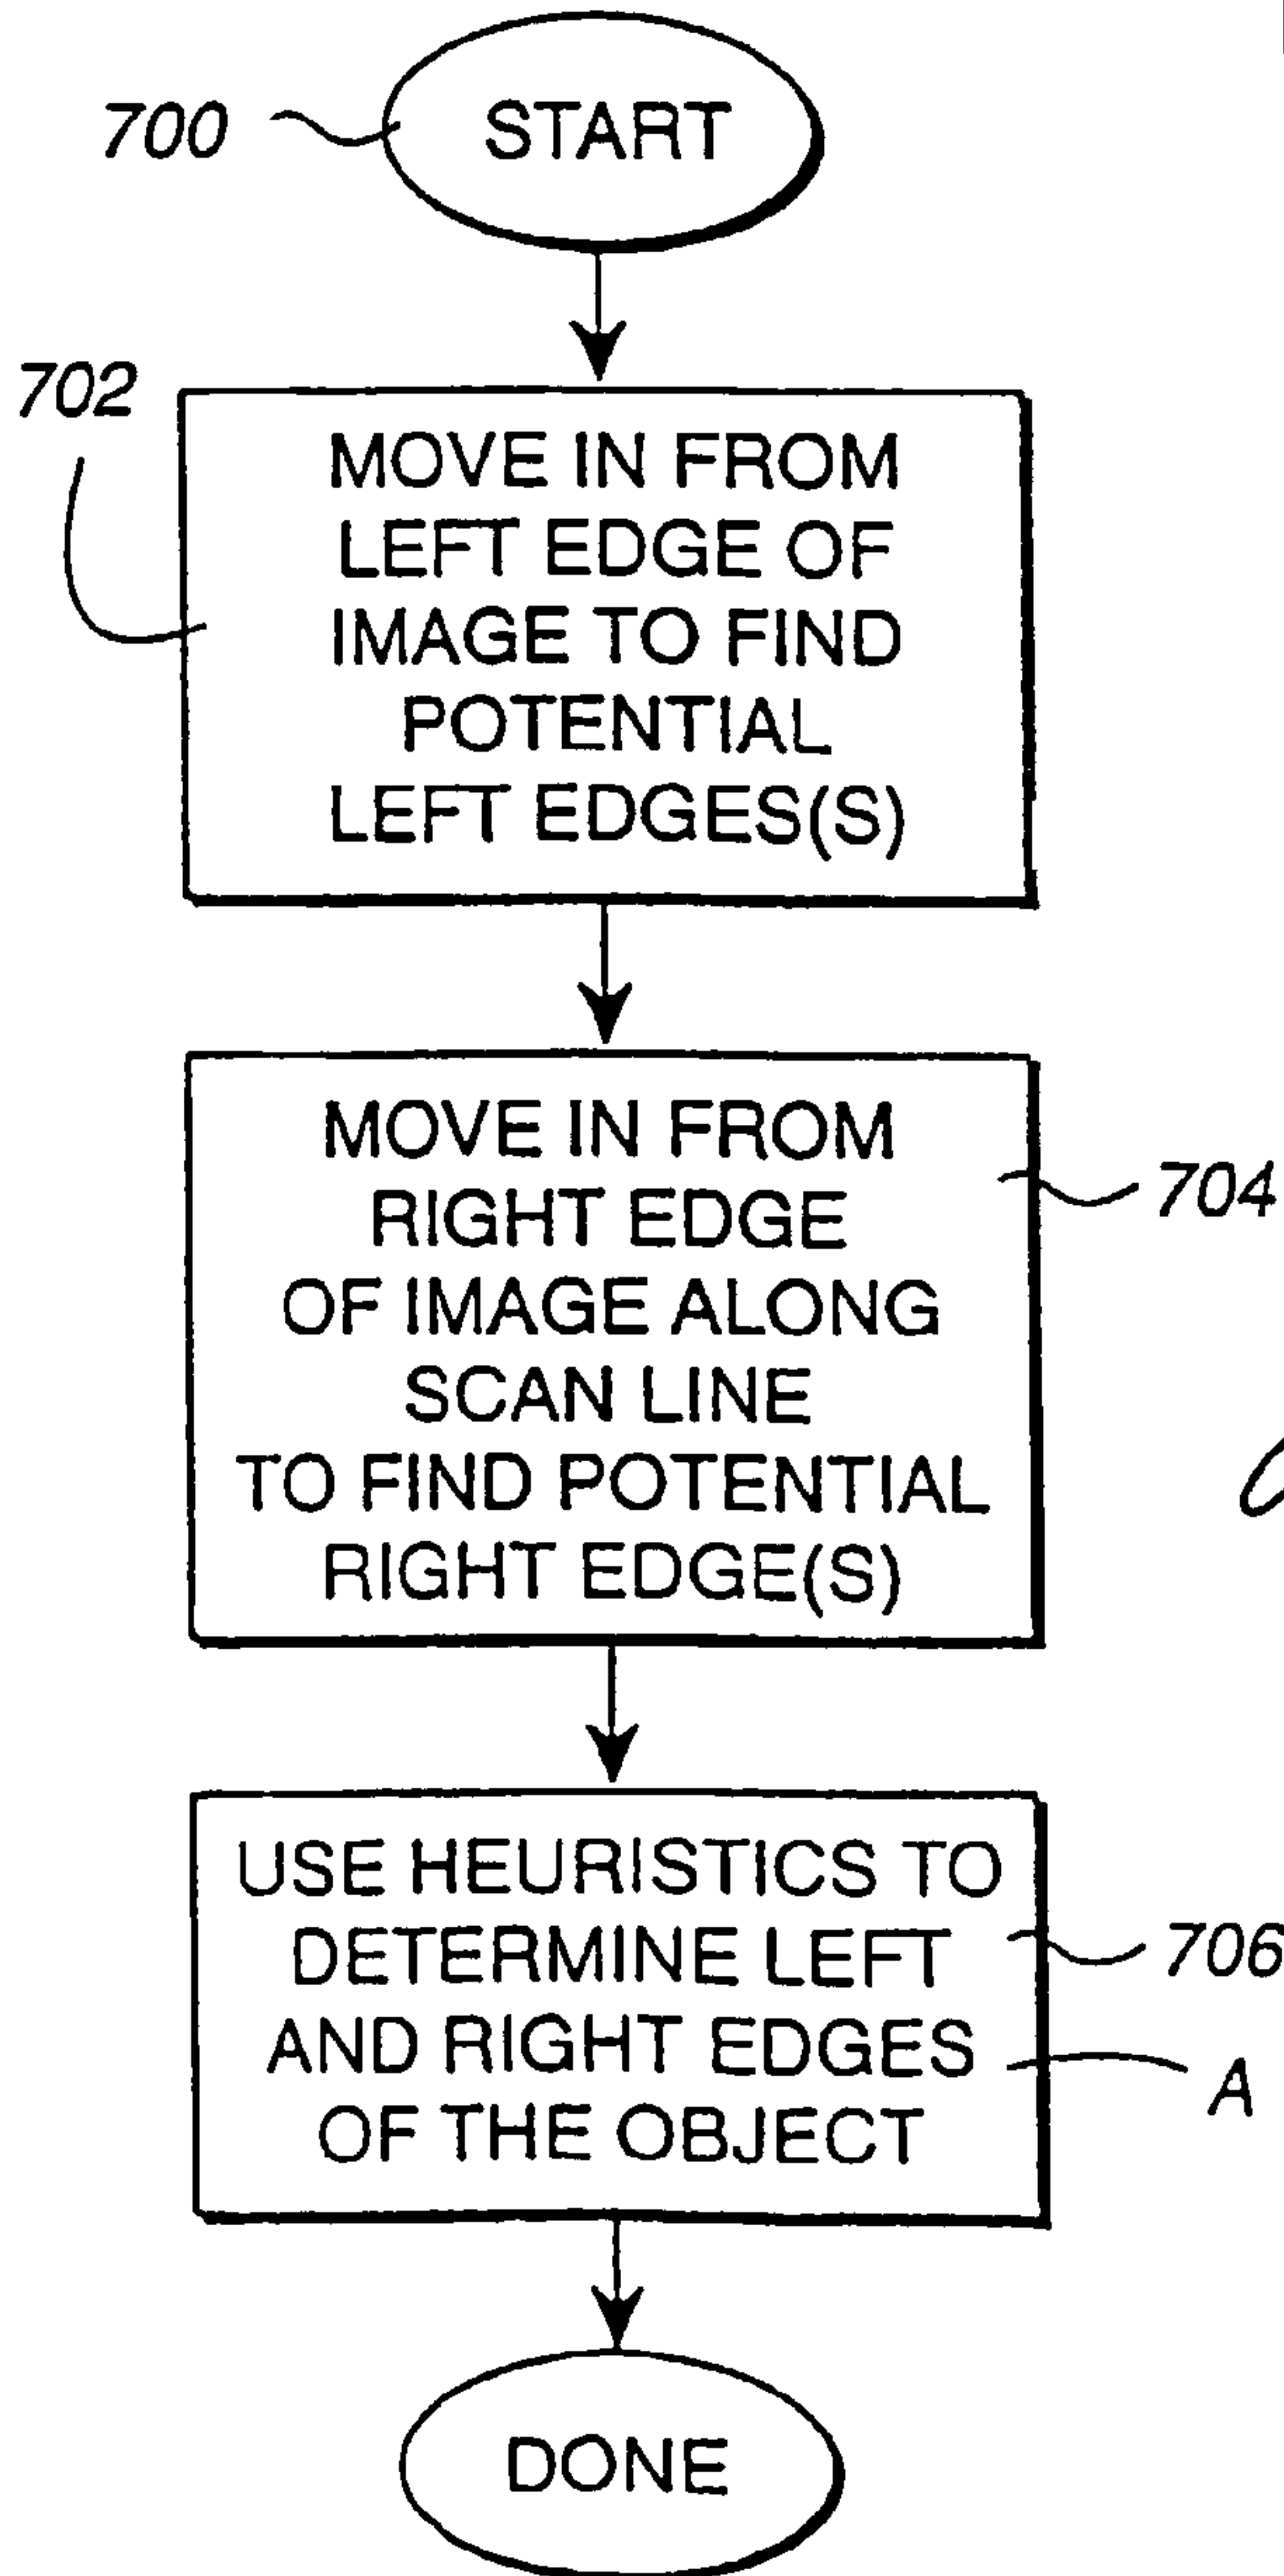 700
START
702
MOVE IN FROM
LEFT EDGE OF
IMAGE TO FIND
POTENTIAL
LEFT EDGES(S)
MOVE IN FROM
RIGHT EDGE
OF IMAGE ALONG
SCAN LINE
TO FIND POTENTIAL
RIGHT EDGE(S)
704
USE HEURISTICS TO
DETERMINE LEFT
AND RIGHT EDGES
OF THE OBJECT
706
A
DONE